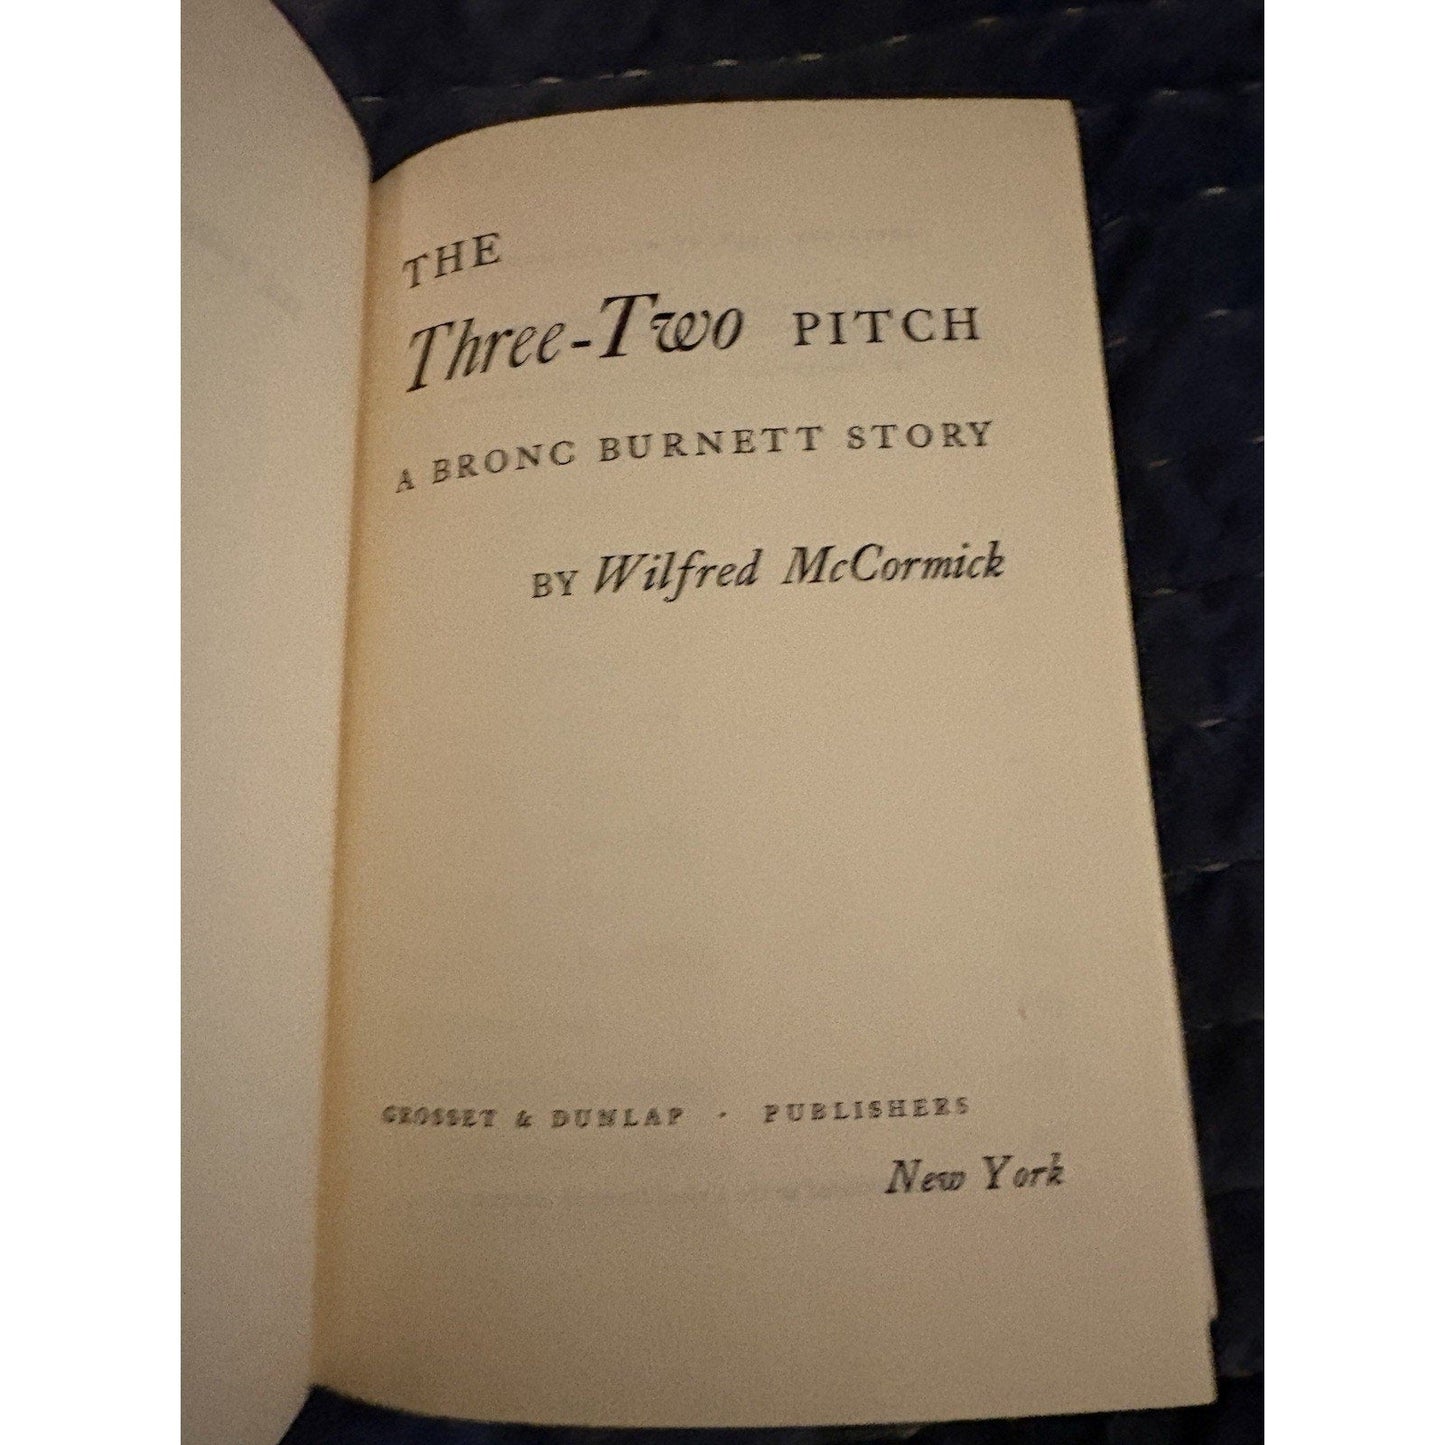 THE
Three-Two PITCH
A BRONC BURNETT STORY
BY Wilfred McCormick
GROSSET & DUNLAP · PUBLISHERS
New York